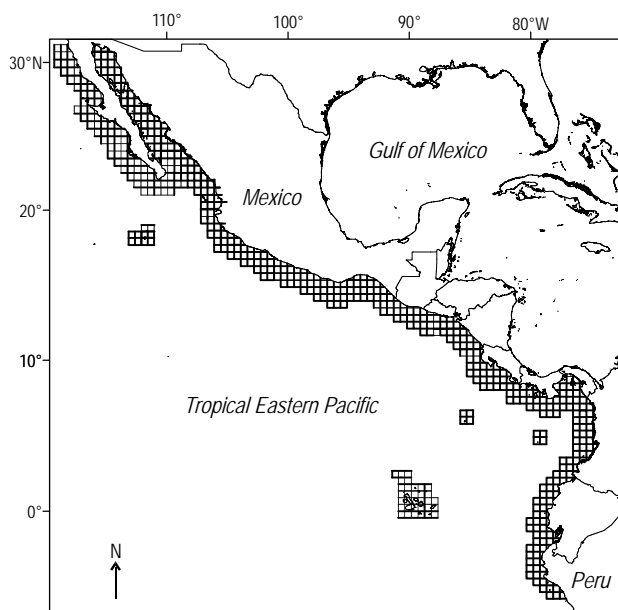 110° 100° 90° 80°W
30°N
Gulf of Mexico
Mexico
20°
10°
Tropical Eastern Pacific
0°
N
Peru